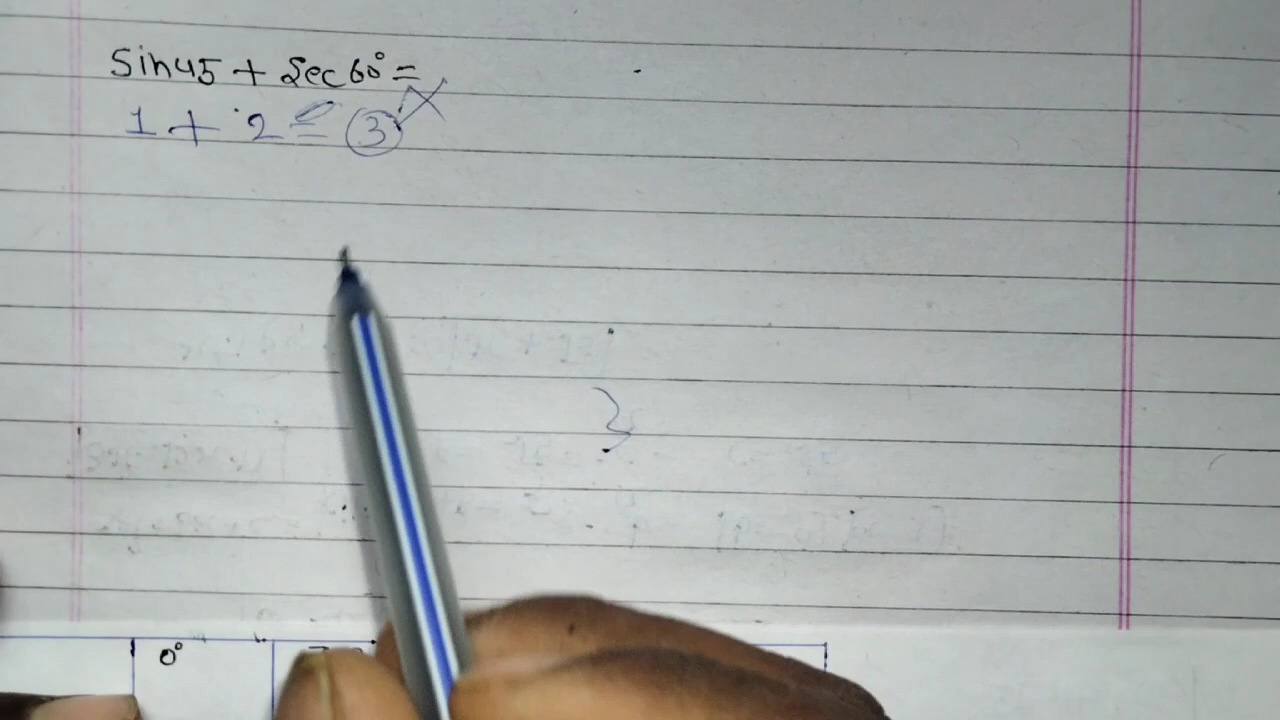 Sin45 + Sec60° =
1 + 2 = 3
0°